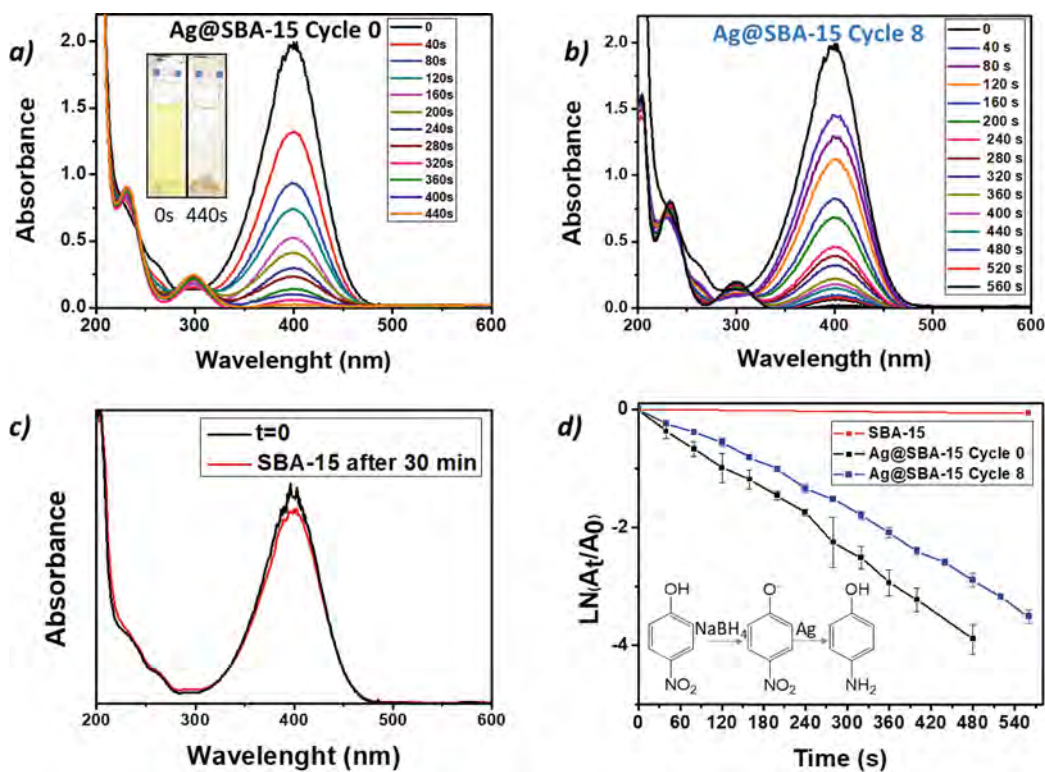 a)
Ag@SBA-15 Cycle 0
2.0
1.5
1.0
0.5
0.0
Absorbance
0s 440s
0
40s
80s
120s
160s
200s
240s
280s
320s
360s
400s
440s
200 300 400 500 600
Wavelenght (nm)
b)
Ag@SBA-15 Cycle 8
2.0
1.5
1.0
0.5
0.0
Absorbance
0
40 s
80 s
120 s
160 s
200 s
240 s
280 s
320 s
360 s
400 s
440 s
480 s
520 s
560 s
200 300 400 500 600
Wavelength (nm)
c)
t=0
SBA-15 after 30 min
Absorbance
200 300 400 500 600
Wavelenght (nm)
d)
0
-2
-4
LN(At/A0)
SBA-15
Ag@SBA-15 Cycle 0
Ag@SBA-15 Cycle 8
OH O- OH
NaBH4 Ag
NO2 NO2 NH2
0 60 120 180 240 300 360 420 480 540
Time (s)